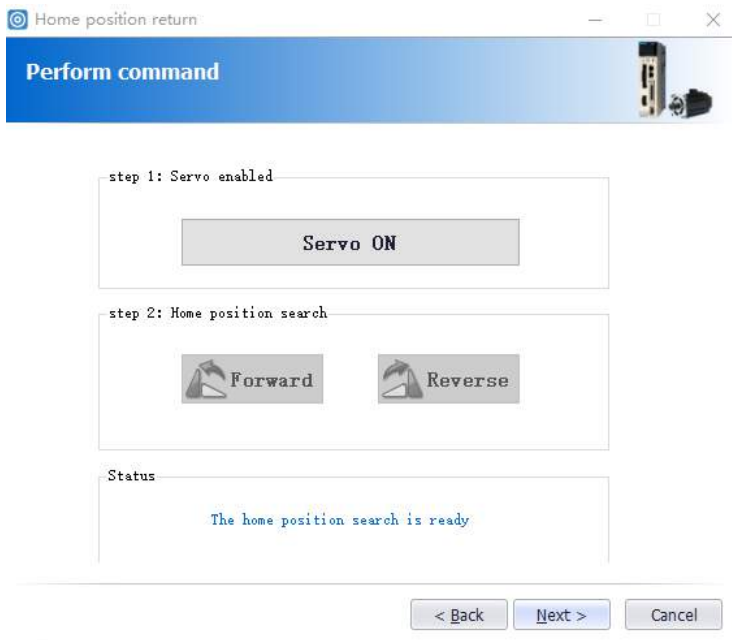 Home position return
Perform command
step 1: Servo enabled
Servo ON
step 2: Home position search
Forward Reverse
Status
The home position search is ready
< Back Next > Cancel